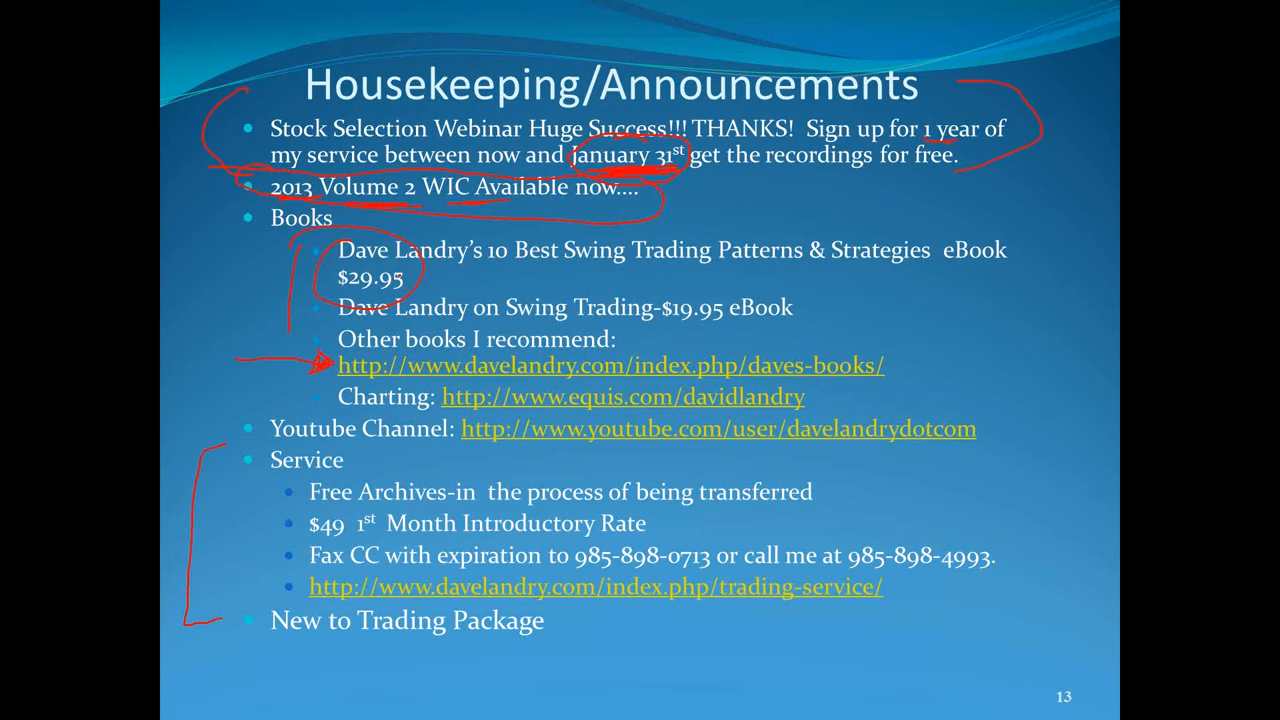 Housekeeping/Announcements
Stock Selection Webinar Huge Success!!! THANKS! Sign up for 1 year of
my service between now and January 31st get the recordings for free.
2013 Volume 2 WIC Available now....
Books
Dave Landry's 10 Best Swing Trading Patterns & Strategies eBook
$29.95
Dave Landry on Swing Trading-$19.95 eBook
Other books I recommend:
http://www.davelandry.com/index.php/daves-books/
Charting: http://www.equis.com/davidlandry
Youtube Channel: http://www.youtube.com/user/davelandrydotcom
Service
Free Archives-in the process of being transferred
$49 1st Month Introductory Rate
Fax CC with expiration to 985-898-0713 or call me at 985-898-4993.
http://www.davelandry.com/index.php/trading-service/
New to Trading Package
13